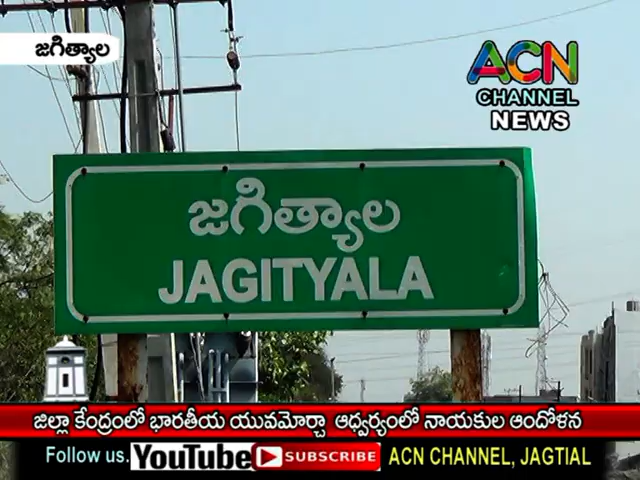 జగిత్యాల
ACN
CHANNEL
NEWS
జగిత్యాల
JAGITYALA
జిల్లా కేంద్రంలో భారతీయ యువమోర్చా ఆధ్వర్యంలో నాయకుల ఆందోళన
Follow us. YouTube SUBSCRIBE ACN CHANNEL, JAGTIAL